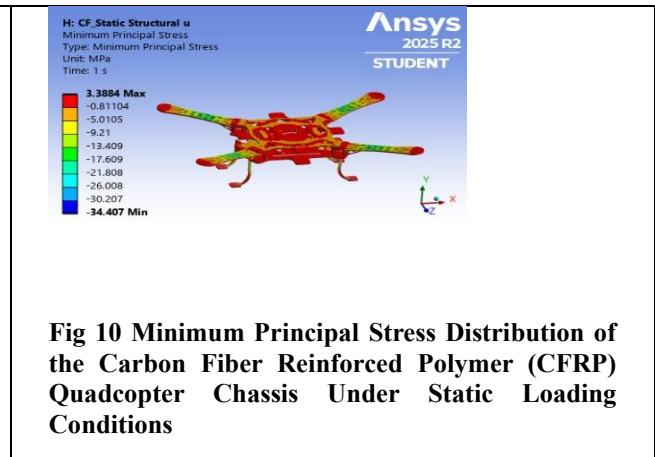 H: CF_Static Structural u
Minimum Principal Stress
Type: Minimum Principal Stress
Unit: MPa
Time: 1 s
3.3884 Max
-0.81104
-5.0105
-9.21
-13.409
-17.609
-21.808
-26.008
-30.207
-34.407 Min
Ansys
2025 R2
STUDENT
Y
X
Z
Fig 10 Minimum Principal Stress Distribution of
the Carbon Fiber Reinforced Polymer (CFRP)
Quadcopter Chassis Under Static Loading
Conditions